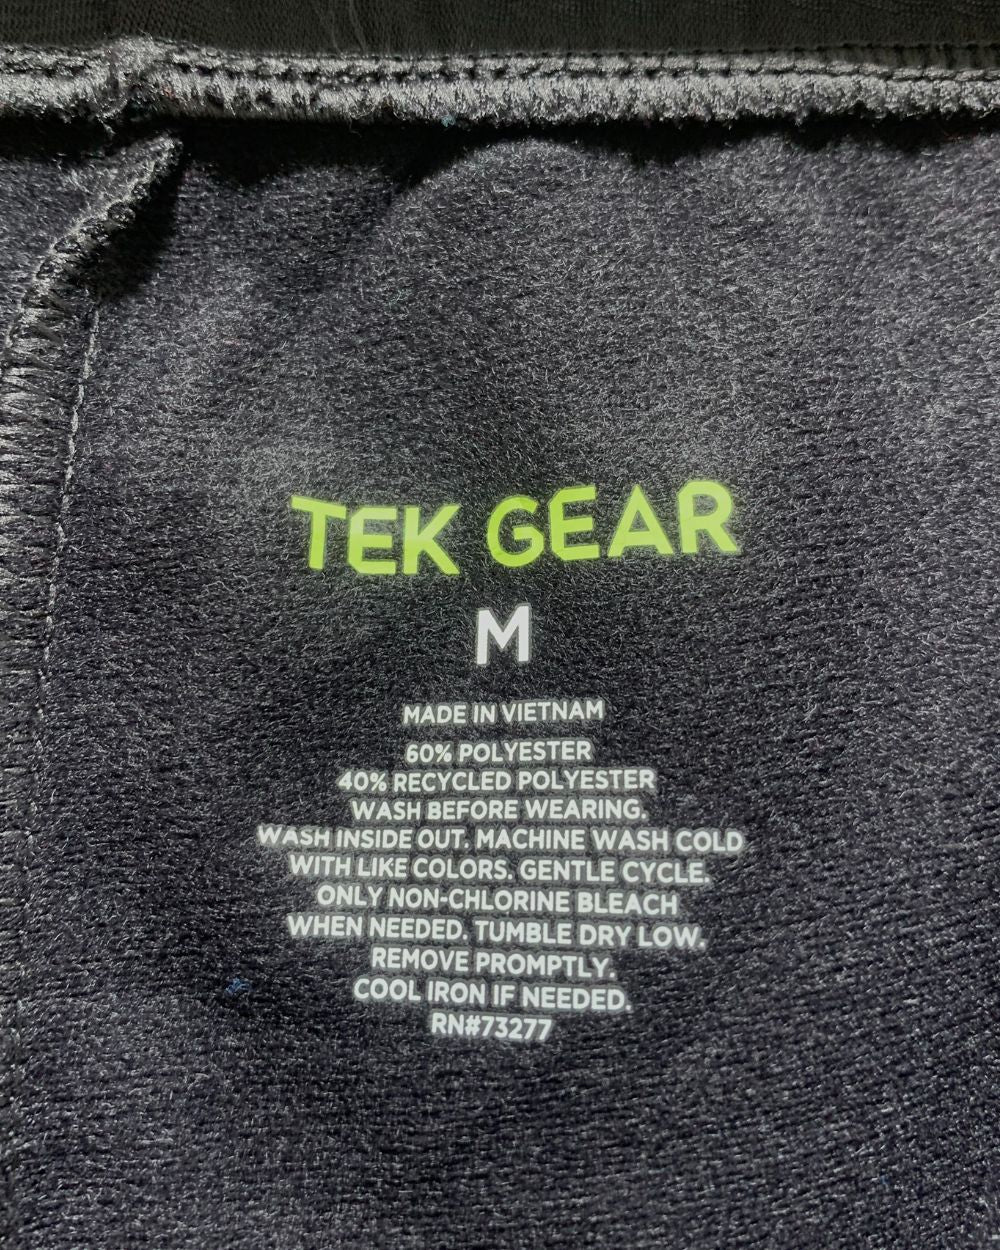 TEK GEAR
M
MADE IN VIETNAM
60% POLYESTER
40% RECYCLED POLYESTER
WASH BEFORE WEARING.
WASH INSIDE OUT. MACHINE WASH COLD
WITH LIKE COLORS. GENTLE CYCLE.
ONLY NON-CHLORINE BLEACH
WHEN NEEDED. TUMBLE DRY LOW.
REMOVE PROMPTLY.
COOL IRON IF NEEDED.
RN#73277